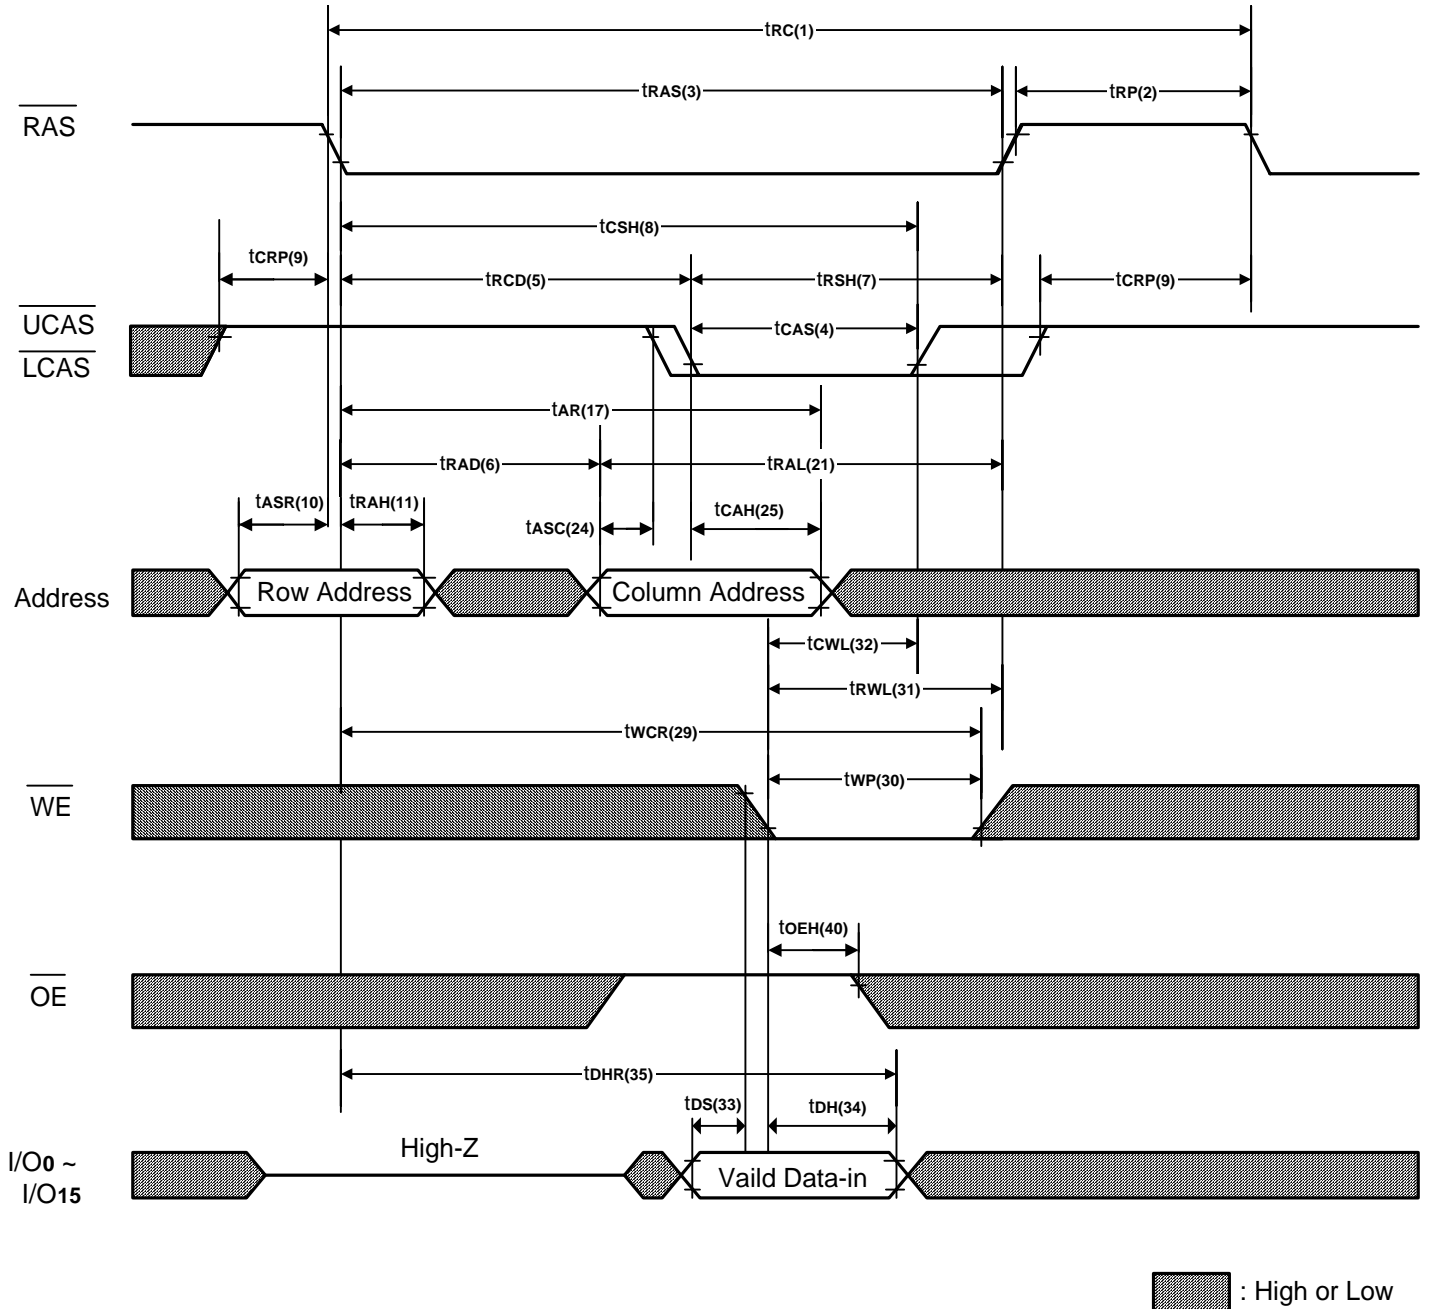 tRC(1)
tRAS(3)
tRP(2)
RAS
tCSH(8)
tCRP(9)
tRCD(5)
tRSH(7)
tCRP(9)
UCAS
tCAS(4)
LCAS
tAR(17)
tRAD(6)
tRAL(21)
tASR(10)
tRAH(11)
tASC(24)
tCAH(25)
Address
Row Address
Column Address
tCWL(32)
tRWL(31)
tWCR(29)
tWP(30)
WE
tOEH(40)
OE
tDHR(35)
tDS(33)
tDH(34)
High-Z
I/O0 ~
I/O15
Vaild Data-in
: High or Low